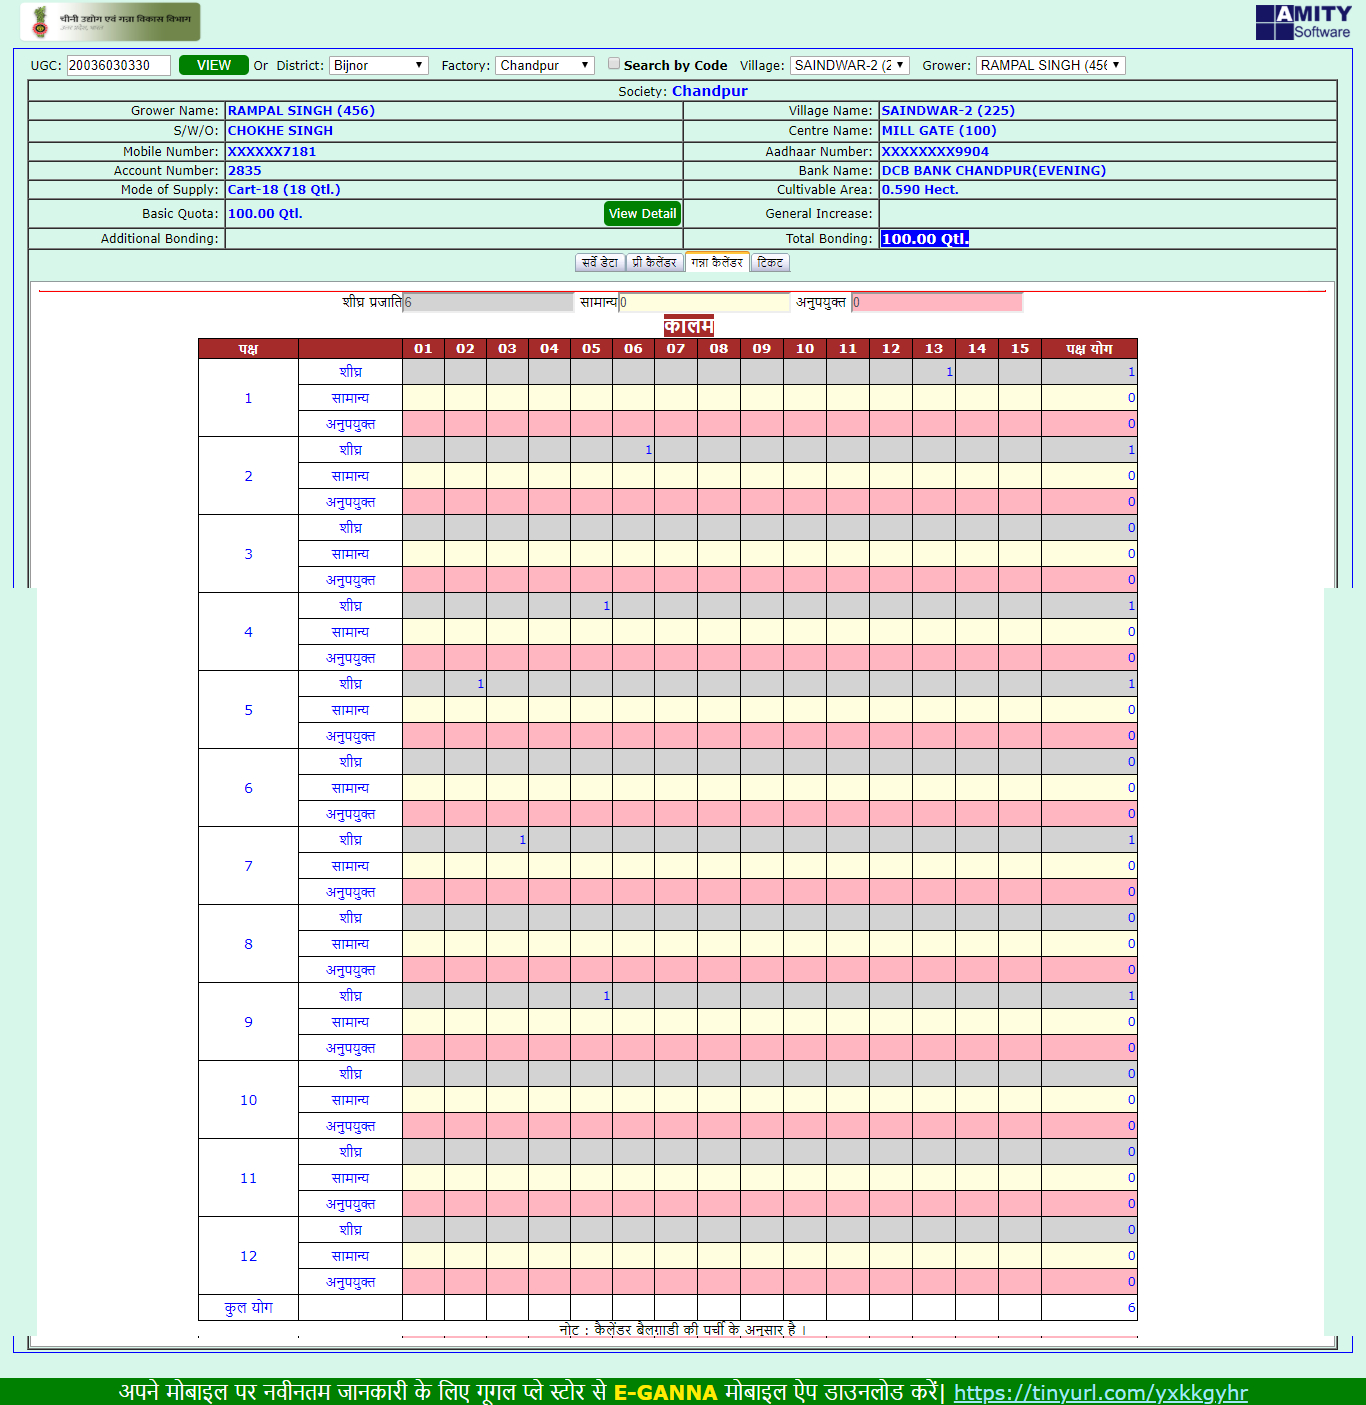 चीनी उद्योग एवं गन्ना विकास विभाग
उत्तर प्रदेश, भारत
AMITY
Software
UGC: 20036030330 VIEW Or District: Bijnor Factory: Chandpur Search by Code Village: SAINDWAR-2 (2 Grower: RAMPAL SINGH (456
Society: Chandpur
Grower Name: RAMPAL SINGH (456) Village Name: SAINDWAR-2 (225)
S/W/O: CHOKHE SINGH Centre Name: MILL GATE (100)
Mobile Number: XXXXXX7181 Aadhaar Number: XXXXXXXX9904
Account Number: 2835 Bank Name: DCB BANK CHANDPUR(EVENING)
Mode of Supply: Cart-18 (18 Qtl.) Cultivable Area: 0.590 Hect.
Basic Quota: 100.00 Qtl. View Detail General Increase:
Additional Bonding: Total Bonding: 100.00 Qtl.
सर्वे डेटा प्री कैलेंडर गन्ना कैलेंडर टिकट
शीघ्र प्रजाति 6 सामान्य 0 अनुपयुक्त 0
कालम
पक्ष 01 02 03 04 05 06 07 08 09 10 11 12 13 14 15 पक्ष योग
1 शीघ्र 1 1
सामान्य 0
अनुपयुक्त 0
2 शीघ्र 1 1
सामान्य 0
अनुपयुक्त 0
3 शीघ्र 0
सामान्य 0
अनुपयुक्त 0
4 शीघ्र 1 1
सामान्य 0
अनुपयुक्त 0
5 शीघ्र 1 1
सामान्य 0
अनुपयुक्त 0
6 शीघ्र 0
सामान्य 0
अनुपयुक्त 0
7 शीघ्र 1 1
सामान्य 0
अनुपयुक्त 0
8 शीघ्र 0
सामान्य 0
अनुपयुक्त 0
9 शीघ्र 1 1
सामान्य 0
अनुपयुक्त 0
10 शीघ्र 0
सामान्य 0
अनुपयुक्त 0
11 शीघ्र 0
सामान्य 0
अनुपयुक्त 0
12 शीघ्र 0
सामान्य 0
अनुपयुक्त 0
कुल योग 6
नोट : कैलेंडर बैलगाडी की पर्ची के अनुसार है ।
अपने मोबाइल पर नवीनतम जानकारी के लिए गूगल प्ले स्टोर से E-GANNA मोबाइल ऐप डाउनलोड करें| https://tinyurl.com/yxkkgyhr